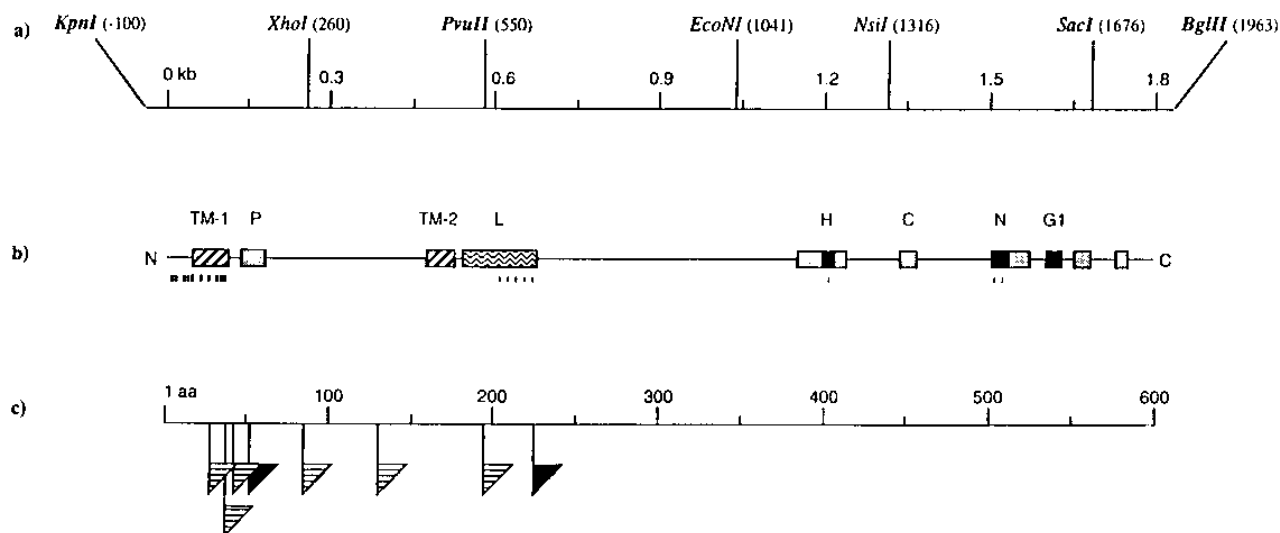 a) KpnI (-100) XhoI (260) PvuII (550) EcoNI (1041) NsiI (1316) SacI (1676) BglII (1963)
0 kb 0.3 0.6 0.9 1.2 1.5 1.8
TM-1 P TM-2 L H C N G1
b) N C
c) 1 aa 100 200 300 400 500 600